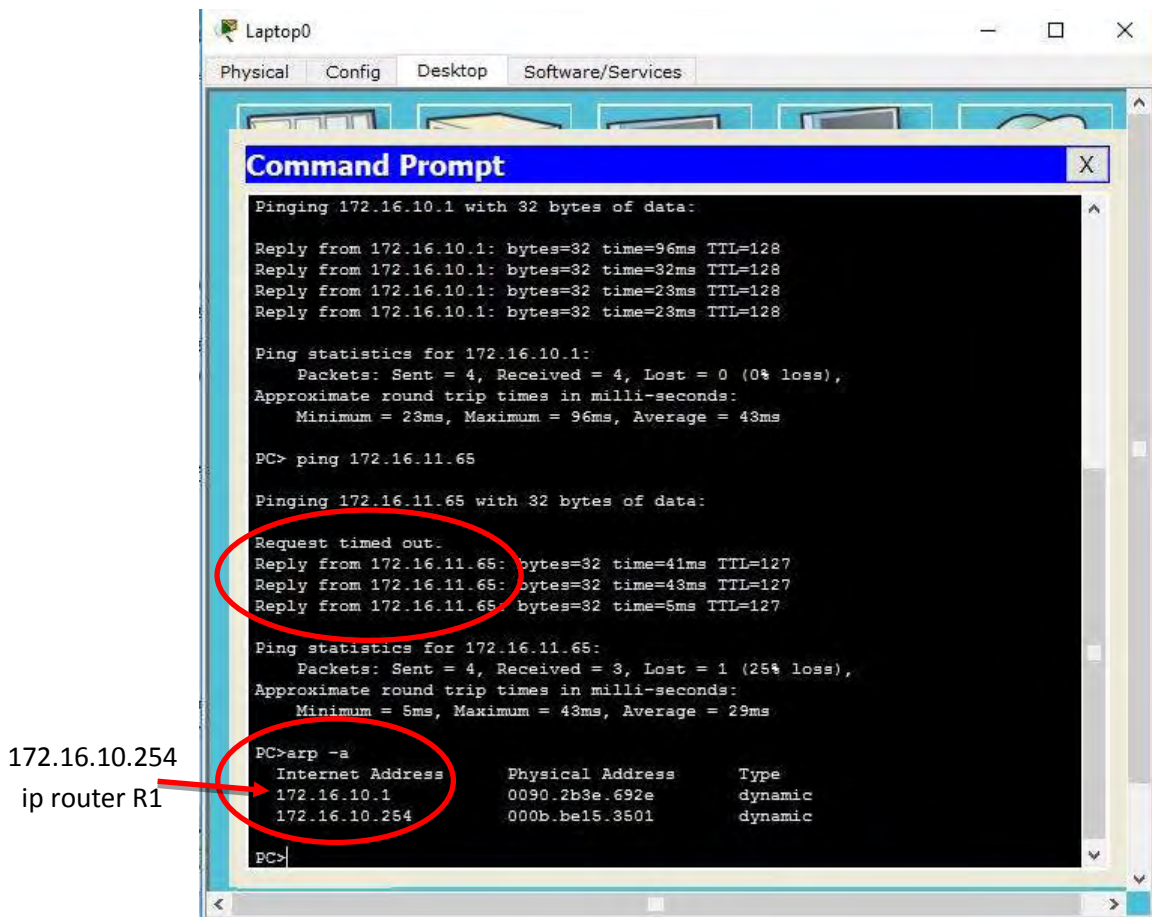 Laptop0
Physical Config Desktop Software/Services
Command Prompt X
Pinging 172.16.10.1 with 32 bytes of data:
Reply from 172.16.10.1: bytes=32 time=96ms TTL=128
Reply from 172.16.10.1: bytes=32 time=32ms TTL=128
Reply from 172.16.10.1: bytes=32 time=23ms TTL=128
Reply from 172.16.10.1: bytes=32 time=23ms TTL=128
Ping statistics for 172.16.10.1:
Packets: Sent = 4, Received = 4, Lost = 0 (0% loss),
Approximate round trip times in milli-seconds:
Minimum = 23ms, Maximum = 96ms, Average = 43ms
PC> ping 172.16.11.65
Pinging 172.16.11.65 with 32 bytes of data:
Request timed out.
Reply from 172.16.11.65: bytes=32 time=41ms TTL=127
Reply from 172.16.11.65: bytes=32 time=43ms TTL=127
Reply from 172.16.11.65: bytes=32 time=5ms TTL=127
Ping statistics for 172.16.11.65:
Packets: Sent = 4, Received = 3, Lost = 1 (25% loss),
Approximate round trip times in milli-seconds:
Minimum = 5ms, Maximum = 43ms, Average = 29ms
PC>arp -a
Internet Address Physical Address Type
172.16.10.1 0090.2b3e.692e dynamic
172.16.10.254 000b.be15.3501 dynamic
PC>
172.16.10.254
ip router R1